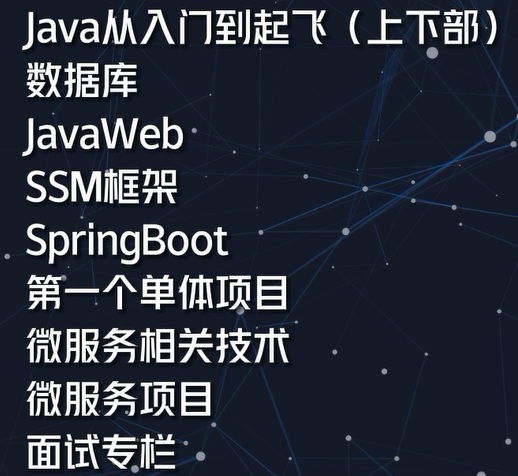 Java从入门到起飞（上下部）
数据库
JavaWeb
SSM框架
SpringBoot
第一个单体项目
微服务相关技术
微服务项目
面试专栏